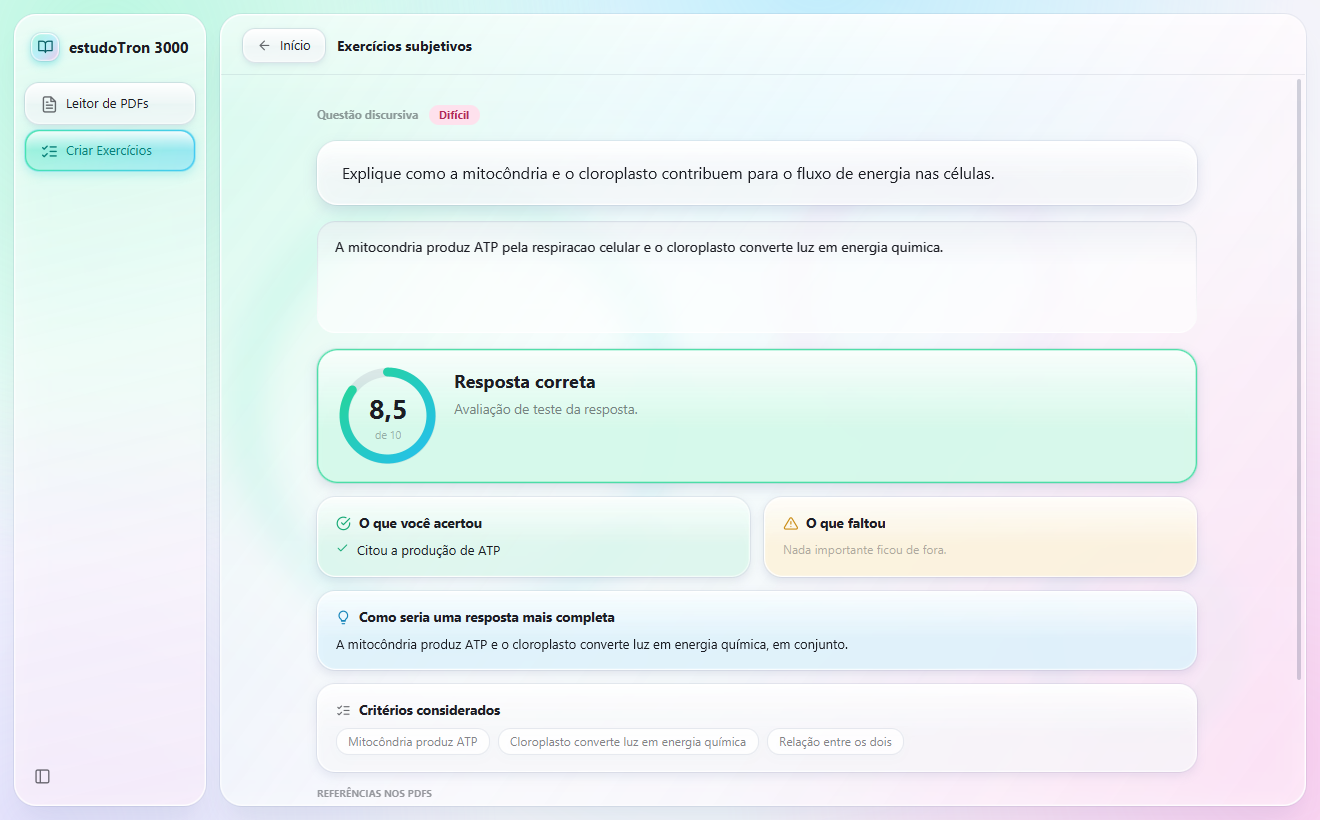 estudoTron 3000
Leitor de PDFs
Criar Exercícios
Início
Exercícios subjetivos
Questão discursiva
Difícil
Explique como a mitocôndria e o cloroplasto contribuem para o fluxo de energia nas células.
A mitocondria produz ATP pela respiracao celular e o cloroplasto converte luz em energia quimica.
8,5
de 10
Resposta correta
Avaliação de teste da resposta.
O que você acertou
Citou a produção de ATP
O que faltou
Nada importante ficou de fora.
Como seria uma resposta mais completa
A mitocôndria produz ATP e o cloroplasto converte luz em energia química, em conjunto.
Critérios considerados
Mitocôndria produz ATP
Cloroplasto converte luz em energia química
Relação entre os dois
REFERÊNCIAS NOS PDFS